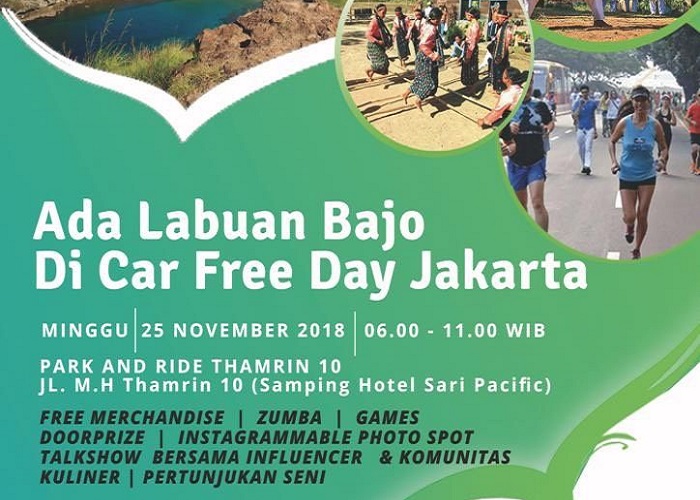 Ada Labuan Bajo
Di Car Free Day Jakarta
MINGGU | 25 NOVEMBER 2018 | 06.00 - 11.00 WIB
PARK AND RIDE THAMRIN 10
JL. M.H Thamrin 10 (Samping Hotel Sari Pacific)
FREE MERCHANDISE | ZUMBA | GAMES
DOORPRIZE | INSTAGRAMMABLE PHOTO SPOT
TALKSHOW BERSAMA INFLUENCER & KOMUNITAS
KULINER | PERTUNJUKAN SENI